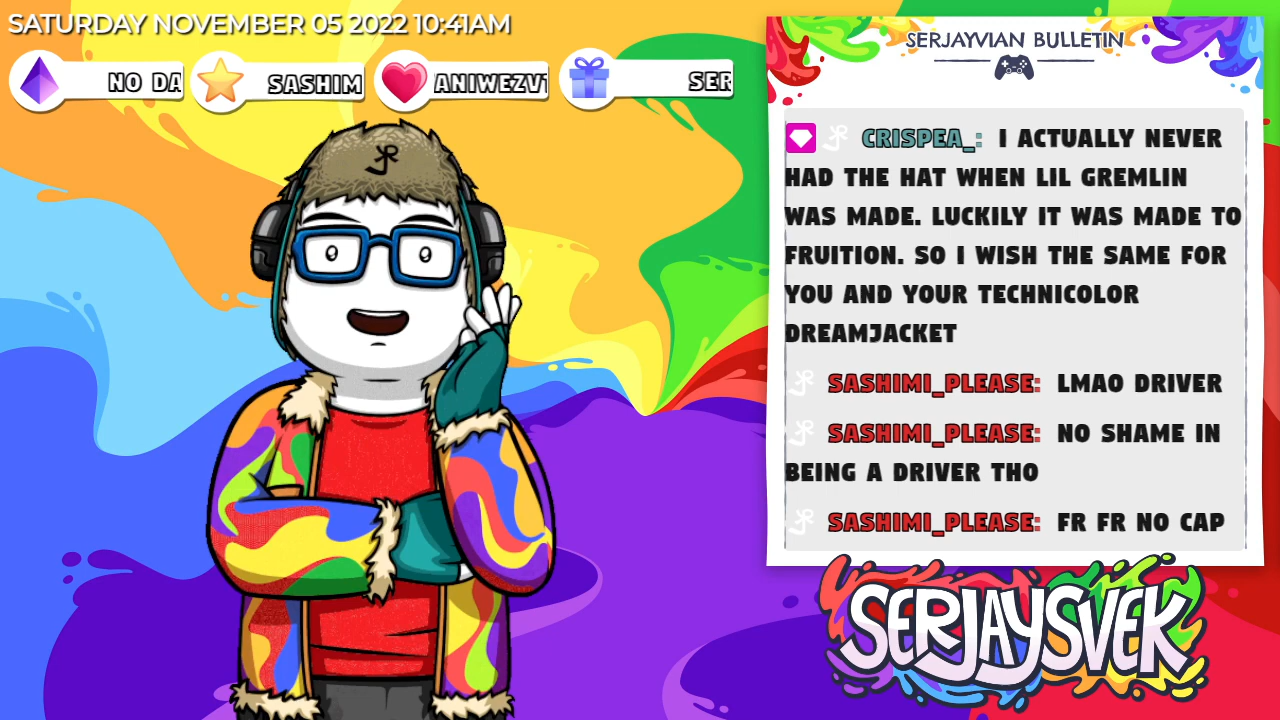 SATURDAY NOVEMBER 05 2022 10:41AM
NO DA
SASHIM
ANIWEZVT
SER
SERJAYVIAN BULLETIN
CRISPEA_: I ACTUALLY NEVER
HAD THE HAT WHEN LIL GREMLIN
WAS MADE. LUCKILY IT WAS MADE TO
FRUITION. SO I WISH THE SAME FOR
YOU AND YOUR TECHNICOLOR
DREAMJACKET
SASHIMI_PLEASE: LMAO DRIVER
SASHIMI_PLEASE: NO SHAME IN
BEING A DRIVER THO
SASHIMI_PLEASE: FR FR NO CAP
SERJAYSVEK